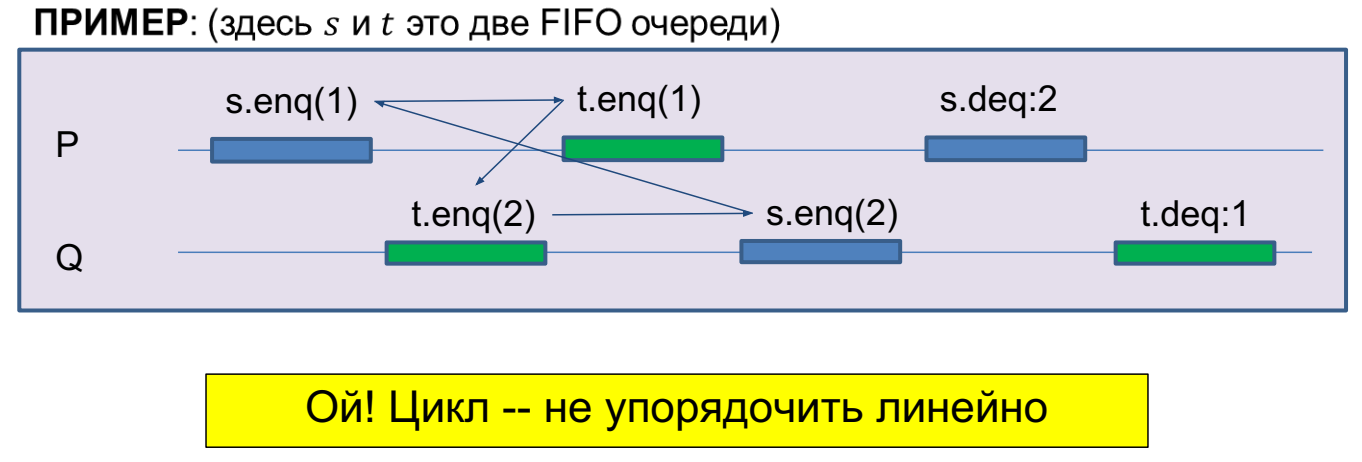 ПРИМЕР: (здесь s и t это две FIFO очереди)
s.enq(1) t.enq(1) s.deq:2
P
t.enq(2) s.enq(2) t.deq:1
Q
Ой! Цикл -- не упорядочить линейно